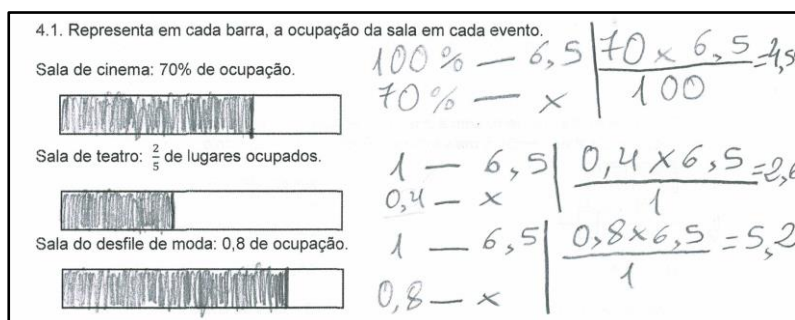 4.1. Representa em cada barra, a ocupação da sala em cada evento.
Sala de cinema: 70% de ocupação.
100% — 6,5 | 70 x 6,5
70% — x | 100
Sala de teatro: 2/5 de lugares ocupados.
1 — 6,5 | 0,4 x 6,5 = 2,6
0,4 — x | 1
Sala do desfile de moda: 0,8 de ocupação.
1 — 6,5 | 0,8 x 6,5 = 5,2
0,8 — x | 1